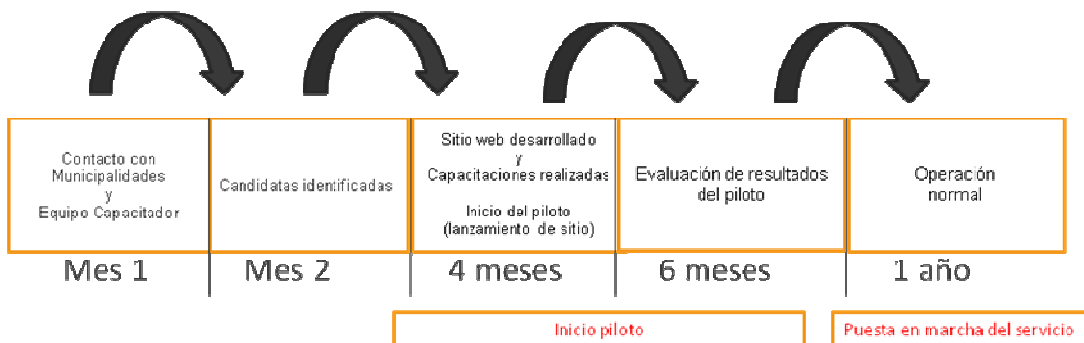 Contacto con
Municipalidades
y
Equipo Capacitador
Candidatas identificadas
Sitio web desarrollado
y
Capacitaciones realizadas
Inicio del piloto
(lanzamiento de sitio)
Evaluación de resultados
del piloto
Operación
normal
Mes 1
Mes 2
4 meses
6 meses
1 año
Inicio piloto
Puesta en marcha del servicio